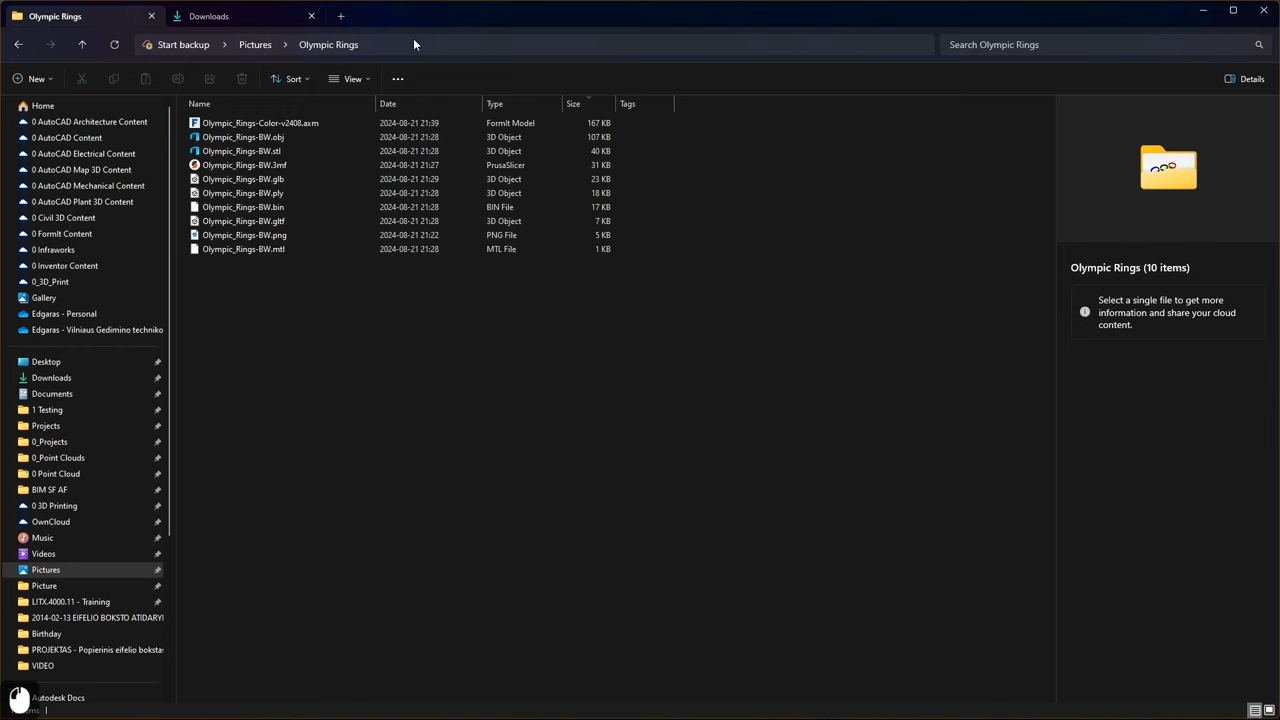 Olympic Rings
Downloads
Start backup > Pictures > Olympic Rings
Search Olympic Rings
New
Sort
View
Details
Name Date Type Size Tags
Olympic_Rings-Color-v2408.axm 2024-08-21 21:39 FormIt Model 167 KB
Olympic_Rings-BW.obj 2024-08-21 21:28 3D Object 107 KB
Olympic_Rings-BW.stl 2024-08-21 21:28 3D Object 40 KB
Olympic_Rings-BW.3mf 2024-08-21 21:27 PrusaSlicer 31 KB
Olympic_Rings-BW.glb 2024-08-21 21:29 3D Object 23 KB
Olympic_Rings-BW.ply 2024-08-21 21:28 3D Object 18 KB
Olympic_Rings-BW.bin 2024-08-21 21:28 BIN File 17 KB
Olympic_Rings-BW.gltf 2024-08-21 21:28 3D Object 7 KB
Olympic_Rings-BW.png 2024-08-21 21:22 PNG File 5 KB
Olympic_Rings-BW.mtl 2024-08-21 21:28 MTL File 1 KB
Home
0 AutoCAD Architecture Content
0 AutoCAD Content
0 AutoCAD Electrical Content
0 AutoCAD Map 3D Content
0 AutoCAD Mechanical Content
0 AutoCAD Plant 3D Content
0 Civil 3D Content
0 FormIt Content
0 Infraworks
0 Inventor Content
0_3D_Print
Gallery
Edgaras - Personal
Edgaras - Vilniaus Gedimino techniko
Desktop
Downloads
Documents
1 Testing
Projects
0_Projects
0_Point Clouds
0 Point Cloud
BIM SF AF
0 3D Printing
OwnCloud
Music
Videos
Pictures
Picture
LITX.4000.11 - Training
2014-02-13 EIFELIO BOKSTO ATIDARYI
Birthday
PROJEKTAS - Popierinis eifelio bokstas
VIDEO
Autodesk Docs
Olympic Rings (10 items)
Select a single file to get more
information and share your cloud
content.